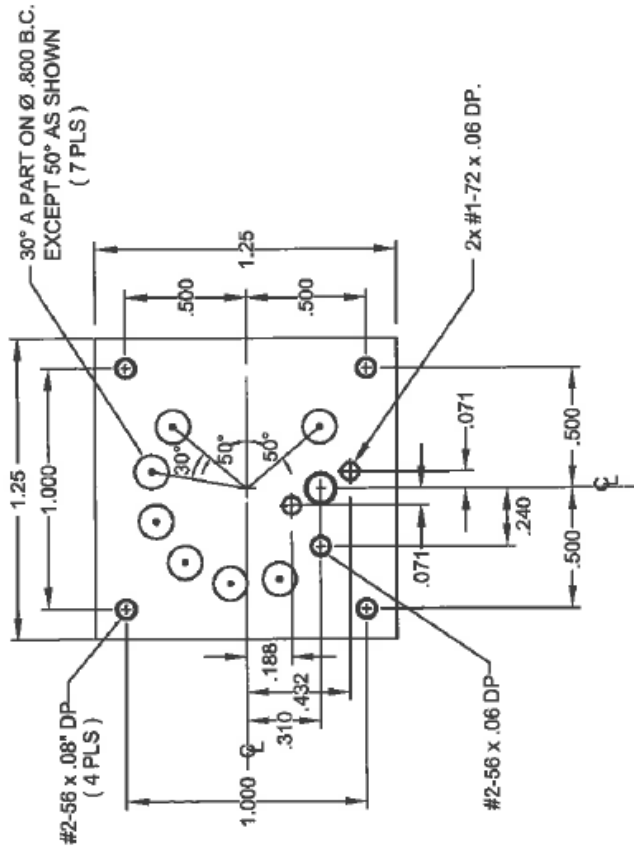 30° A PART ON Ø .800 B.C.
EXCEPT 50° AS SHOWN
( 7 PLS )
1.25
1.000
#2-56 x .08" DP
( 4 PLS )
1.25
.500
.500
30°
50°
50°
2x #1-72 x .06 DP.
.071
.500
.240
.500
.071
.188
.432
.310
1.000
#2-56 x .06 DP
CL
CL